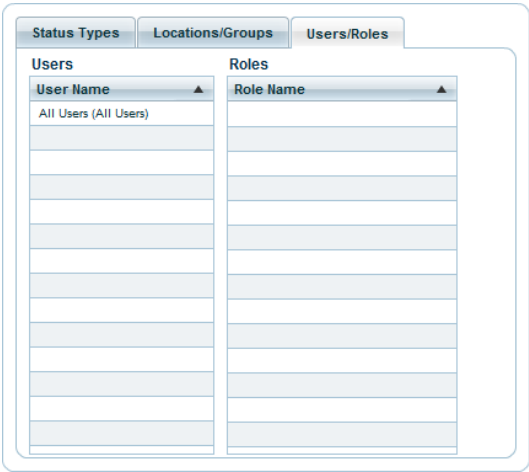 Status Types
Locations/Groups
Users/Roles
Users
Roles
User Name
Role Name
All Users (All Users)